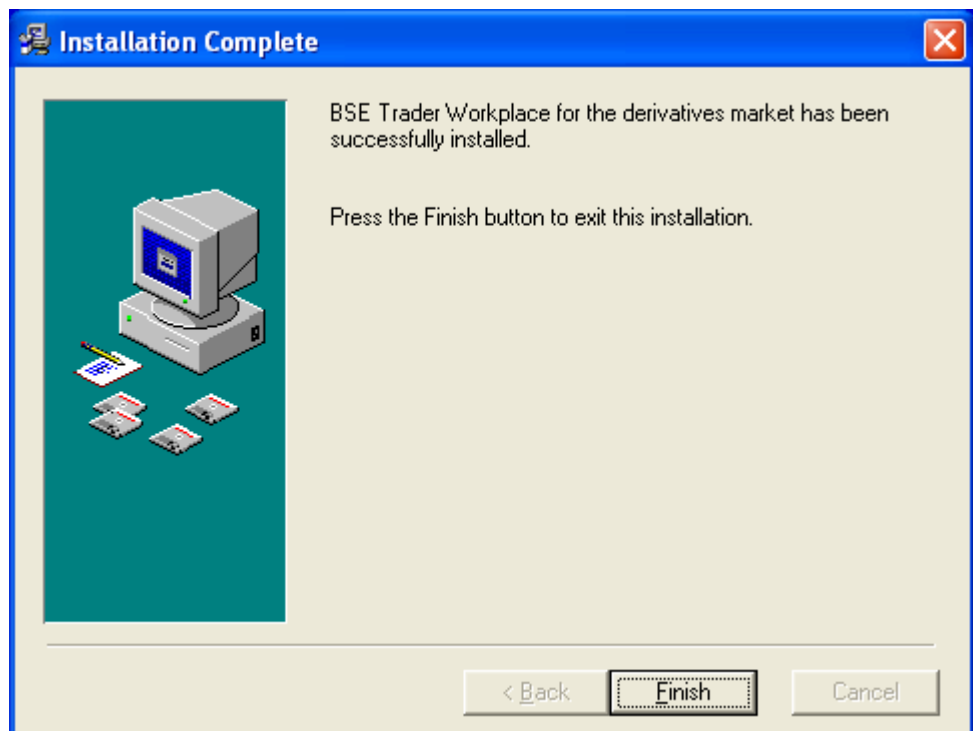 Installation Complete
BSE Trader Workplace for the derivatives market has been
successfully installed.
Press the Finish button to exit this installation.
< Back
Finish
Cancel